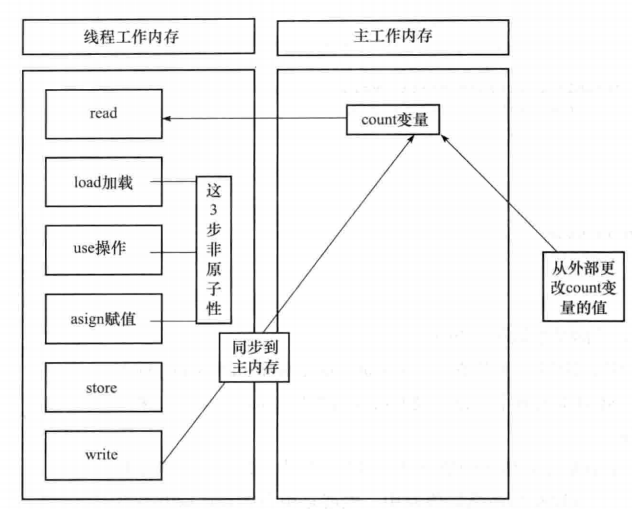 线程工作内存
主工作内存
read
count变量
load加载
use操作
asign赋值
这
3
步
非
原
子
性
从外部更
改count变
量的值
同步到
主内存
store
write